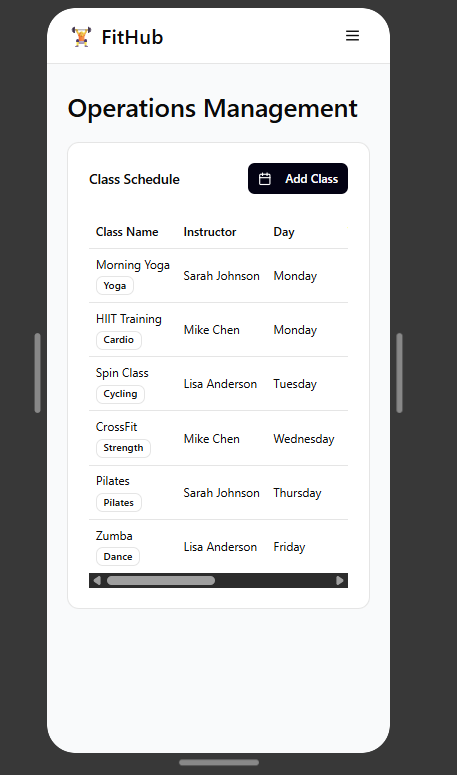 FitHub
Operations Management
Class Schedule
Add Class
Class Name Instructor Day
Morning Yoga
Yoga
Sarah Johnson Monday
HIIT Training
Cardio
Mike Chen Monday
Spin Class
Cycling
Lisa Anderson Tuesday
CrossFit
Strength
Mike Chen Wednesday
Pilates
Pilates
Sarah Johnson Thursday
Zumba
Dance
Lisa Anderson Friday